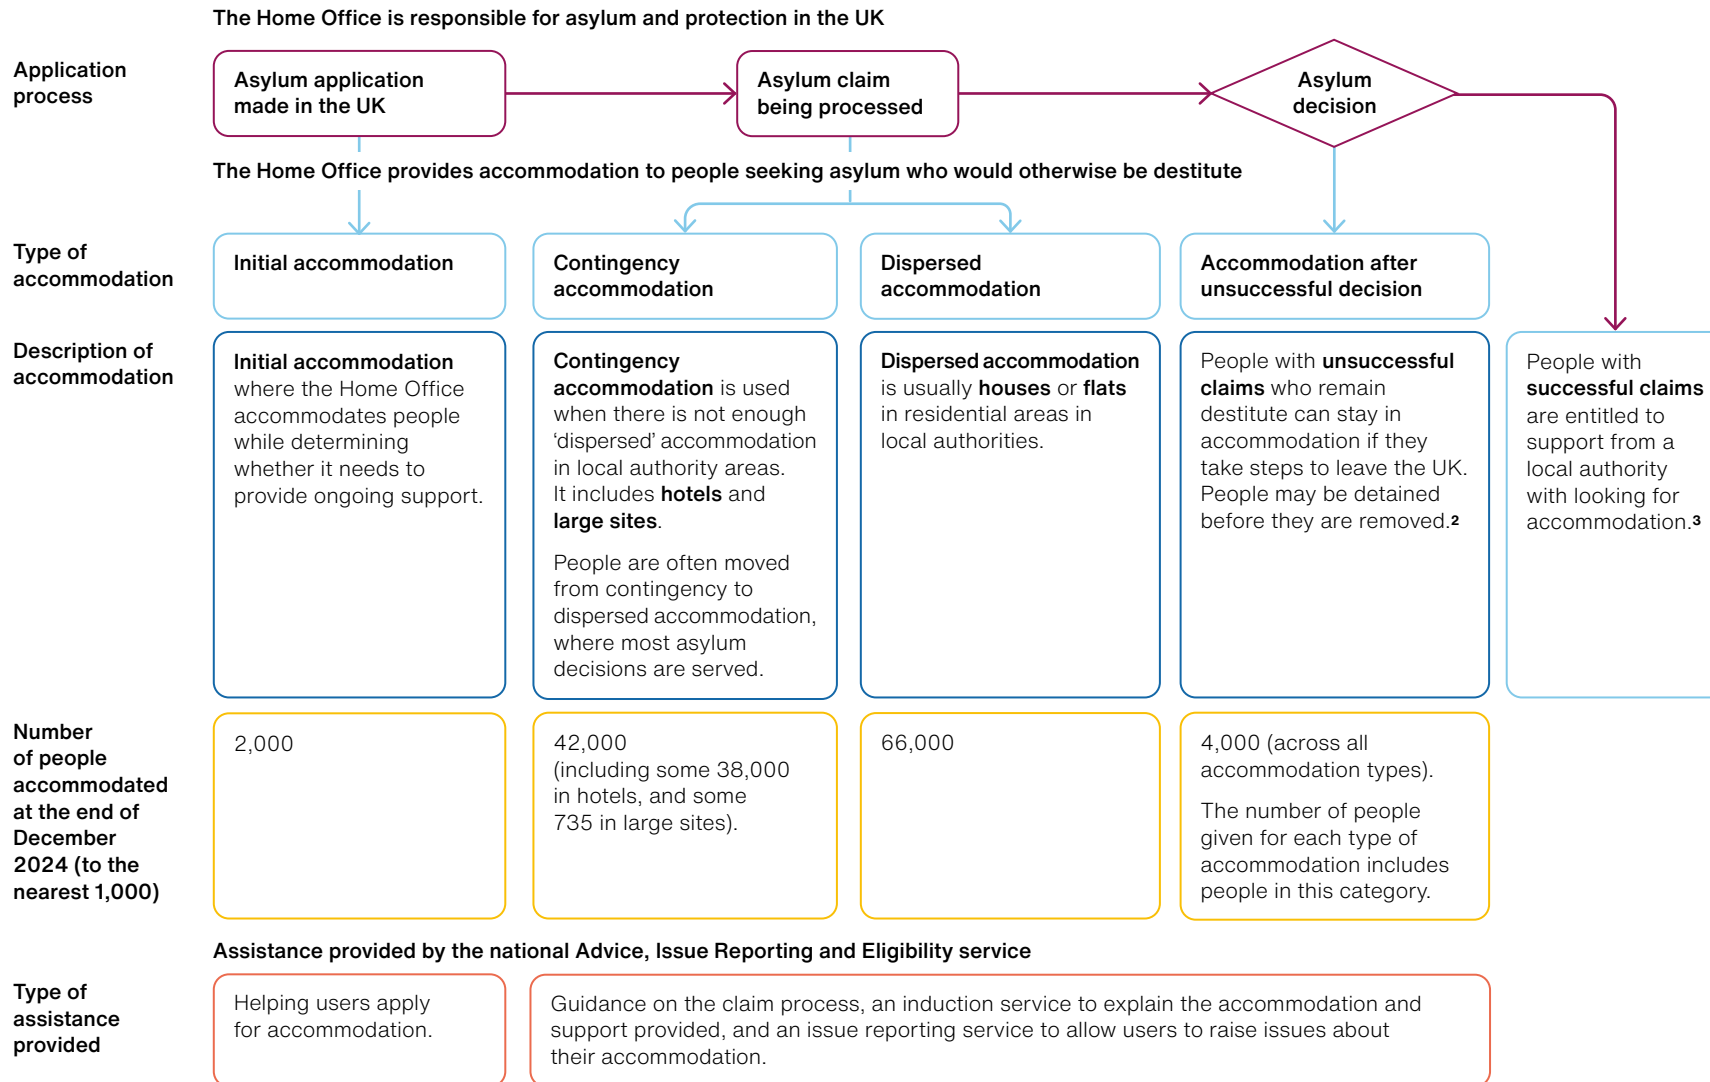 The Home Office is responsible for asylum and protection in the UK
Application
process
Asylum application
made in the UK
Asylum claim
being processed
Asylum
decision
The Home Office provides accommodation to people seeking asylum who would otherwise be destitute
Type of
accommodation
Initial accommodation
Contingency
accommodation
Dispersed
accommodation
Accommodation after
unsuccessful decision
Description of
accommodation
Initial accommodation
where the Home Office
accommodates people
while determining
whether it needs to
provide ongoing support.
Contingency
accommodation is used
when there is not enough
‘dispersed’ accommodation
in local authority areas.
It includes hotels and
large sites.
People are often moved
from contingency to
dispersed accommodation,
where most asylum
decisions are served.
Dispersed accommodation
is usually houses or flats
in residential areas in
local authorities.
People with unsuccessful
claims who remain
destitute can stay in
accommodation if they
take steps to leave the UK.
People may be detained
before they are removed.2
People with
successful claims
are entitled to
support from a
local authority
with looking for
accommodation.3
Number
of people
accommodated
at the end of
December
2024 (to the
nearest 1,000)
2,000
42,000
(including some 38,000
in hotels, and some
735 in large sites).
66,000
4,000 (across all
accommodation types).
The number of people
given for each type of
accommodation includes
people in this category.
Assistance provided by the national Advice, Issue Reporting and Eligibility service
Type of
assistance
provided
Helping users apply
for accommodation.
Guidance on the claim process, an induction service to explain the accommodation and
support provided, and an issue reporting service to allow users to raise issues about
their accommodation.